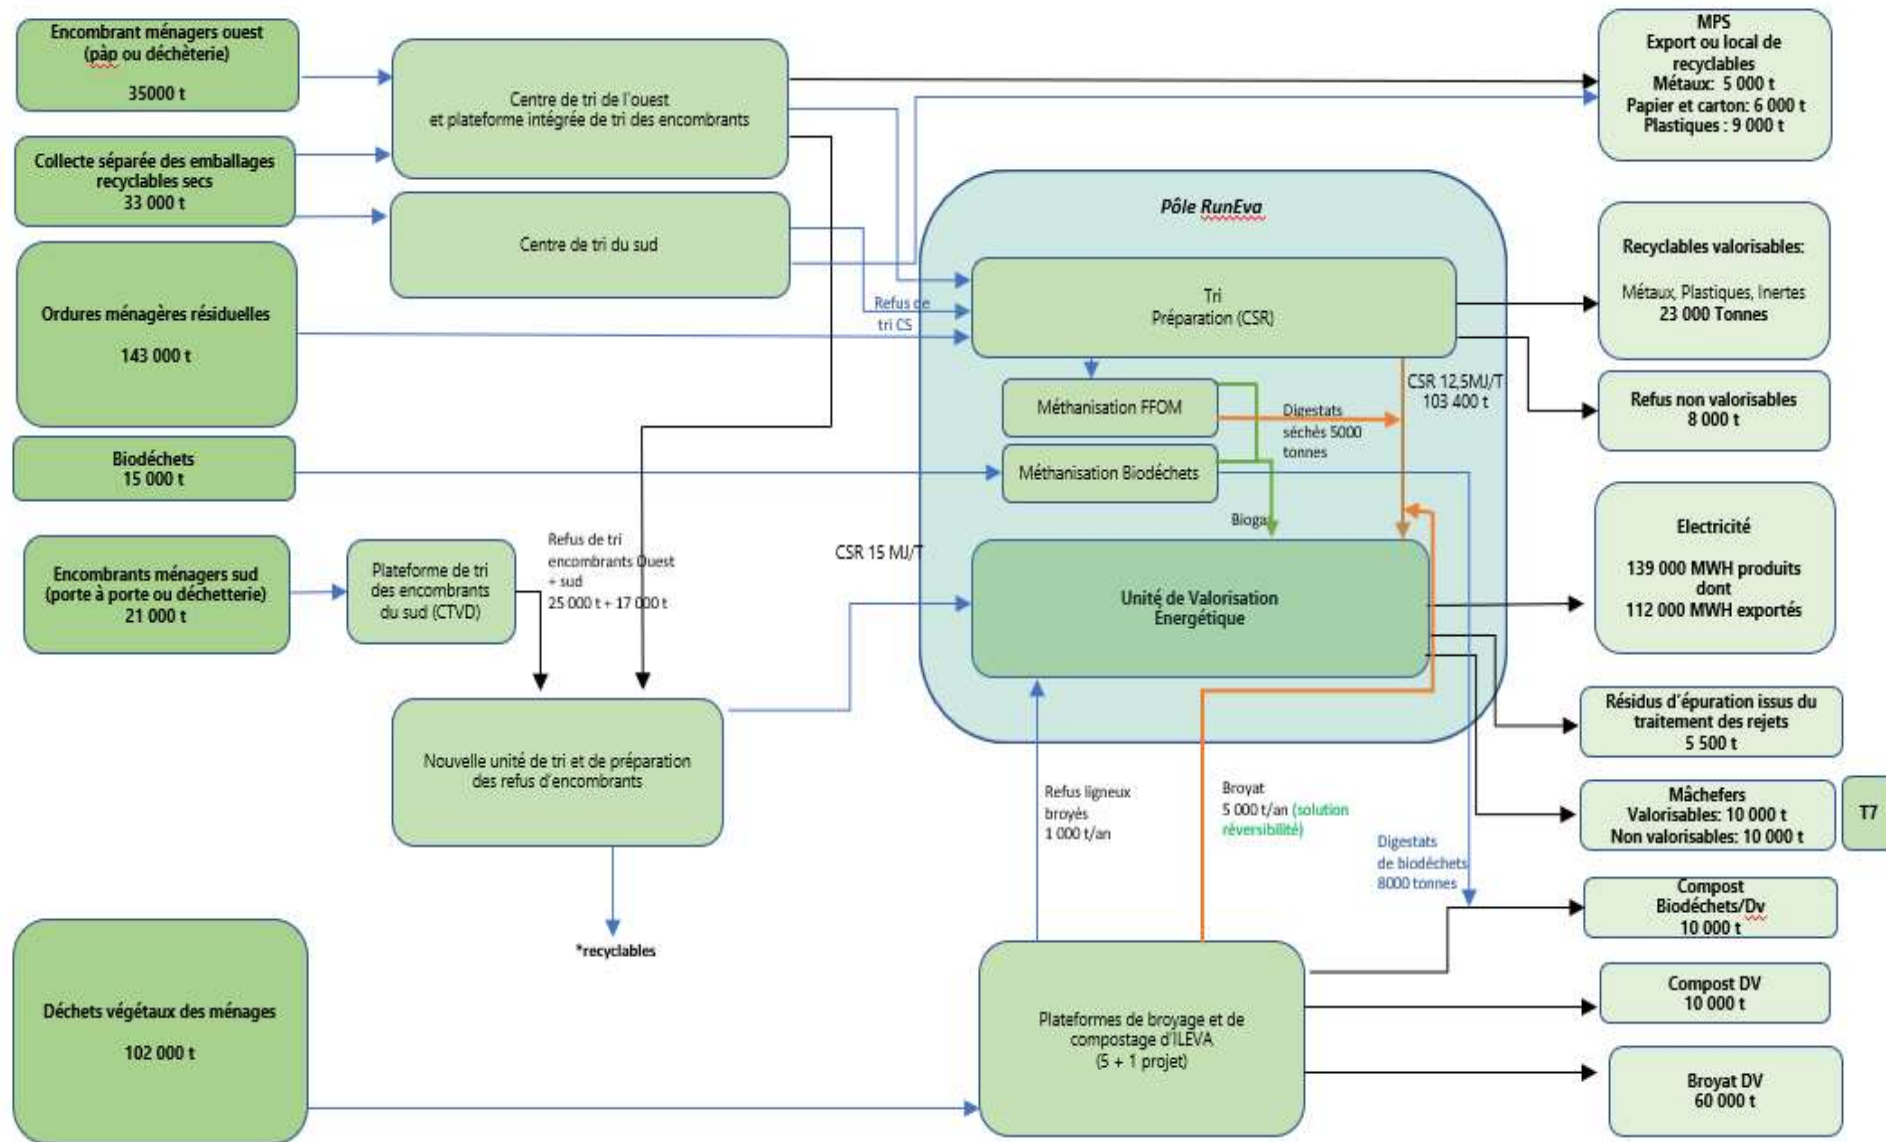 Encombrant ménagers ouest
(pàp ou déchèterie)
35000 t
Collecte séparée des emballages
recyclables secs
33 000 t
Ordures ménagères résiduelles
143 000 t
Biodéchets
15 000 t
Encombrants ménagers sud
(porte à porte ou déchetterie)
21 000 t
Déchets végétaux des ménages
102 000 t
Centre de tri de l'ouest
et plateforme intégrée de tri des encombrants
Centre de tri du sud
Plateforme de tri
des encombrants
du sud (CTVD)
Refus de tri
encombrants Ouest
+ sud
25 000 t + 17 000 t
Nouvelle unité de tri et de préparation
des refus d'encombrants
*recyclables
CSR 15 MJ/T
Refus de
tri CS
Pôle RunEva
Tri
Préparation (CSR)
Méthanisation FFOM
Méthanisation Biodéchets
Digestats
séchés 5000
tonnes
CSR 12,5MJ/T
103 400 t
Biogaz
Unité de Valorisation
Énergétique
Refus ligneux
broyés
1 000 t/an
Broyat
5 000 t/an (solution
réversibilité)
Digestats
de biodéchets
8000 tonnes
Plateformes de broyage et de
compostage d'ILEVA
(5 + 1 projet)
MPS
Export ou local de
recyclables
Métaux: 5 000 t
Papier et carton: 6 000 t
Plastiques : 9 000 t
Recyclables valorisables:
Métaux, Plastiques, Inertes
23 000 Tonnes
Refus non valorisables
8 000 t
Electricité
139 000 MWH produits
dont
112 000 MWH exportés
Résidus d'épuration issus du
traitement des rejets
5 500 t
Mâchefers
Valorisables: 10 000 t
Non valorisables: 10 000 t
T7
Compost
Biodéchets/Dv
10 000 t
Compost DV
10 000 t
Broyat DV
60 000 t